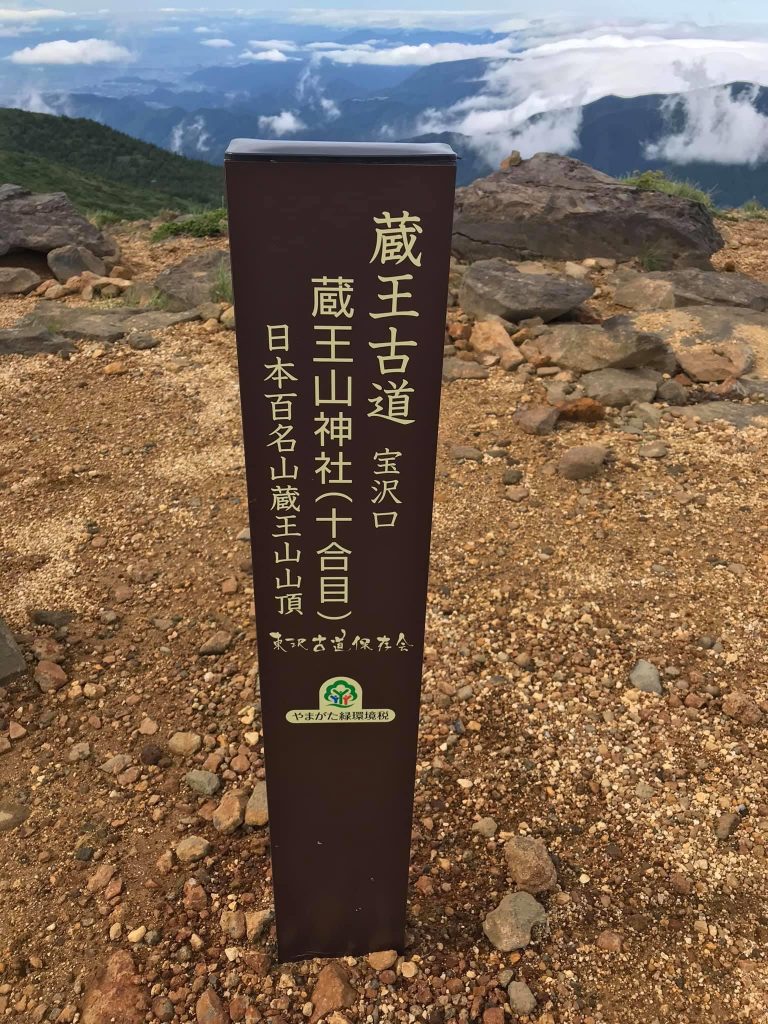 蔵王古道 宝沢口
蔵王山神社(十合目)
日本百名山蔵王山山頂
東沢古道保存会
やまがた緑環境税